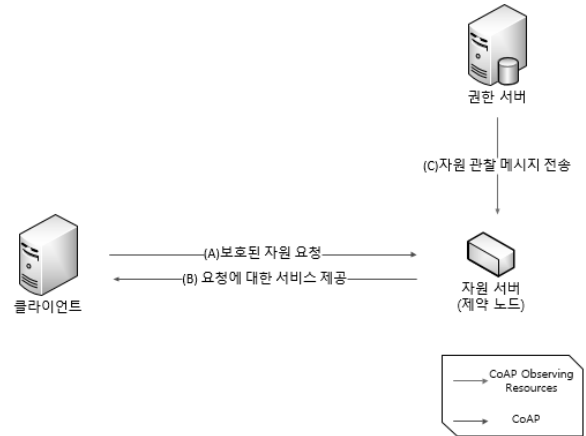 권한 서버
(C)자원 관찰 메시지 전송
(A)보호된 자원 요청
(B) 요청에 대한 서비스 제공
클라이언트
자원 서버
(제약 노드)
CoAP Observing
Resources
CoAP